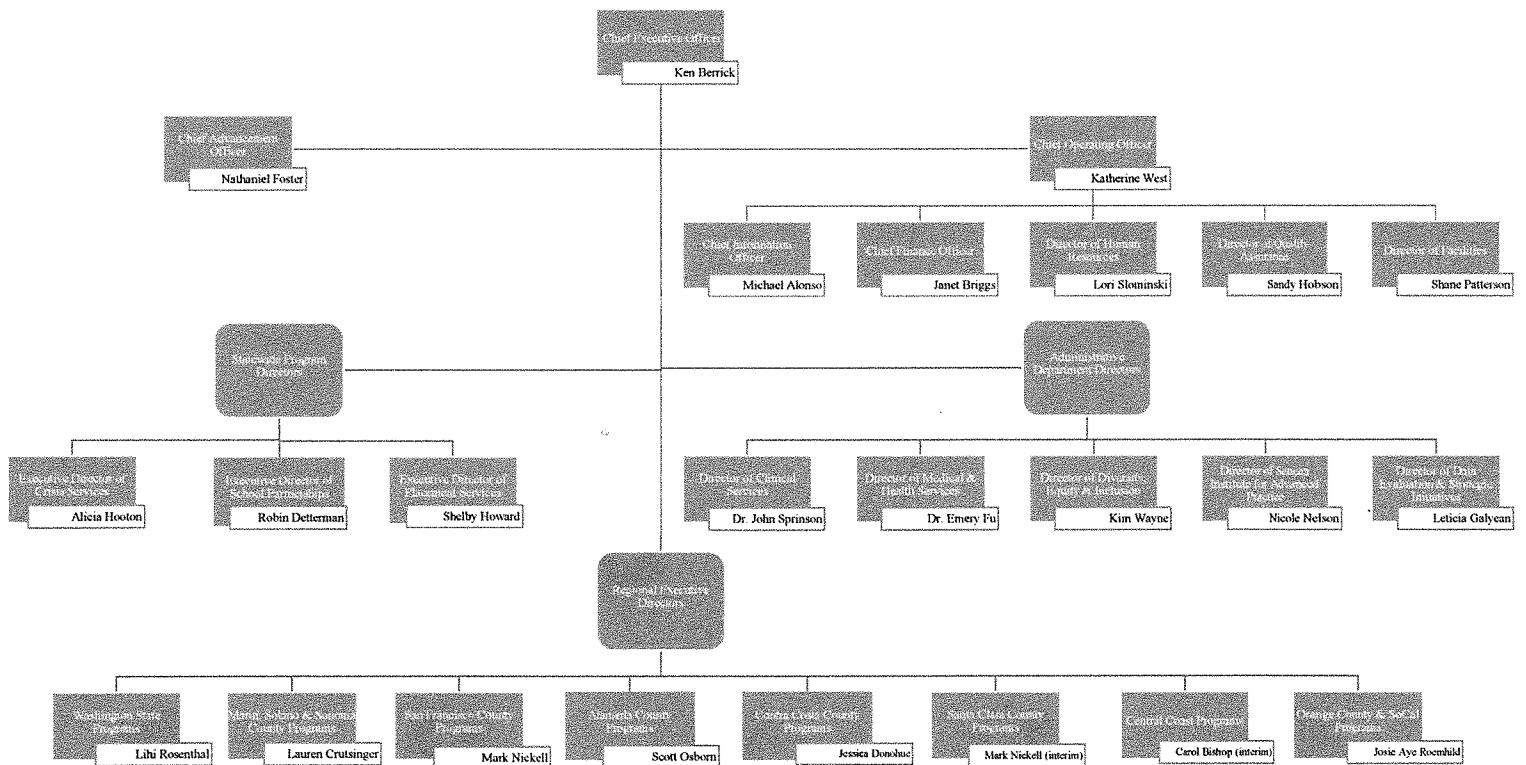 Chief Executive Officer
Ken Berrick
Chief Advancement
Officer
Nathaniel Foster
Chief Operating Officer
Katherine West
Chief Information
Officer
Michael Alonso
Chief Finance Officer
Janet Briggs
Director of Human
Resources
Lori Slominski
Director of Quality
Assurance
Sandy Hobson
Director of Facilities
Shane Patterson
Statewide Program
Directors
Administrative
Department Directors
Executive Director of
Crisis Services
Alicia Hooton
Executive Director of
School Partnerships
Robin Detterman
Executive Director of
Placement Services
Shelby Howard
Director of Clinical
Services
Dr. John Sprinson
Director of Medical &
Health Services
Dr. Emery Fu
Director of Diversity,
Equity & Inclusion
Kim Wayne
Director of
Institute for Advanced
Nicole Nelson
Director of Data
Evaluation & Strategic
Initiatives
Leticia Galyean
Regional Executive
Directors
Washington State
Programs
Lihi Rosenthal
Marin, Solano & Sonoma
County Programs
Lauren Crutsinger
San Francisco County
Programs
Mark Nickell
Alameda County
Programs
Scott Osborn
Contra Costa County
Programs
Jessica Donohue
Santa Clara County
Programs
Mark Nickell (interim)
Central Coast Programs
Carol Bishop (interim)
Orange County & SoCal
Programs
Josie Aye Roemhild